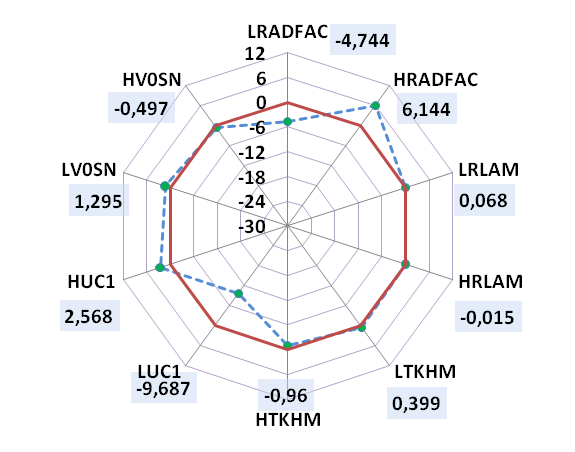 LRADFAC
-4,744
12
HRADFAC
6,144
6
0
-6
-12
-18
-24
-30
LRLAM
0,068
HRLAM
-0,015
LTKHM
0,399
-0,96
HTKHM
LUC1
-9,687
HUC1
2,568
LV0SN
1,295
HV0SN
-0,497